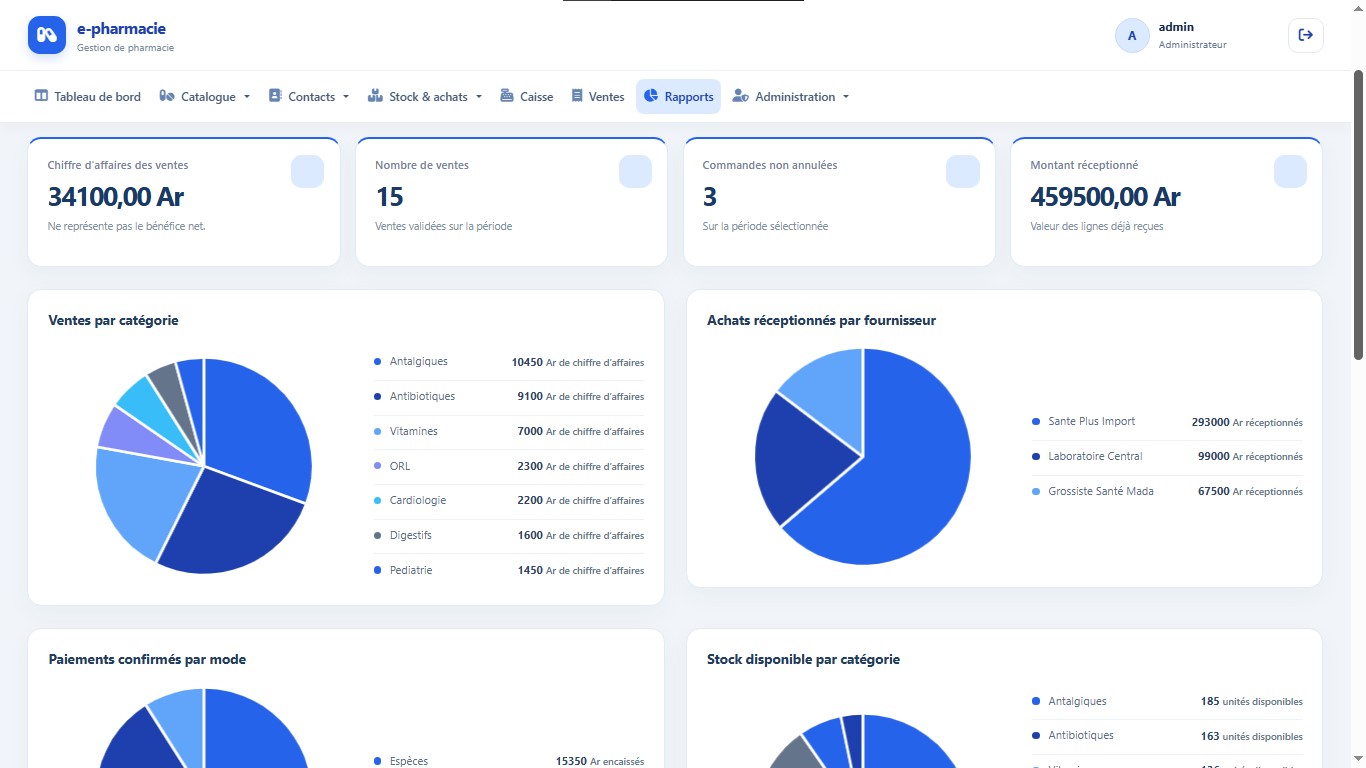 e-pharmacie
Gestion de pharmacie
A
admin
Administrateur
Tableau de bord
Catalogue
Contacts
Stock & achats
Caisse
Ventes
Rapports
Administration
Chiffre d'affaires des ventes
34100,00 Ar
Ne représente pas le bénéfice net.
Nombre de ventes
15
Ventes validées sur la période
Commandes non annulées
3
Sur la période sélectionnée
Montant réceptionné
459500,00 Ar
Valeur des lignes déjà reçues
Ventes par catégorie
Antalgiques 10450 Ar de chiffre d'affaires
Antibiotiques 9100 Ar de chiffre d'affaires
Vitamines 7000 Ar de chiffre d'affaires
ORL 2300 Ar de chiffre d'affaires
Cardiologie 2200 Ar de chiffre d'affaires
Digestifs 1600 Ar de chiffre d'affaires
Pediatrie 1450 Ar de chiffre d'affaires
Achats réceptionnés par fournisseur
Sante Plus Import 293000 Ar réceptionnés
Laboratoire Central 99000 Ar réceptionnés
Grossiste Santé Mada 67500 Ar réceptionnés
Paiements confirmés par mode
Espèces 15350 Ar encaissés
Stock disponible par catégorie
Antalgiques 185 unités disponibles
Antibiotiques 163 unités disponibles